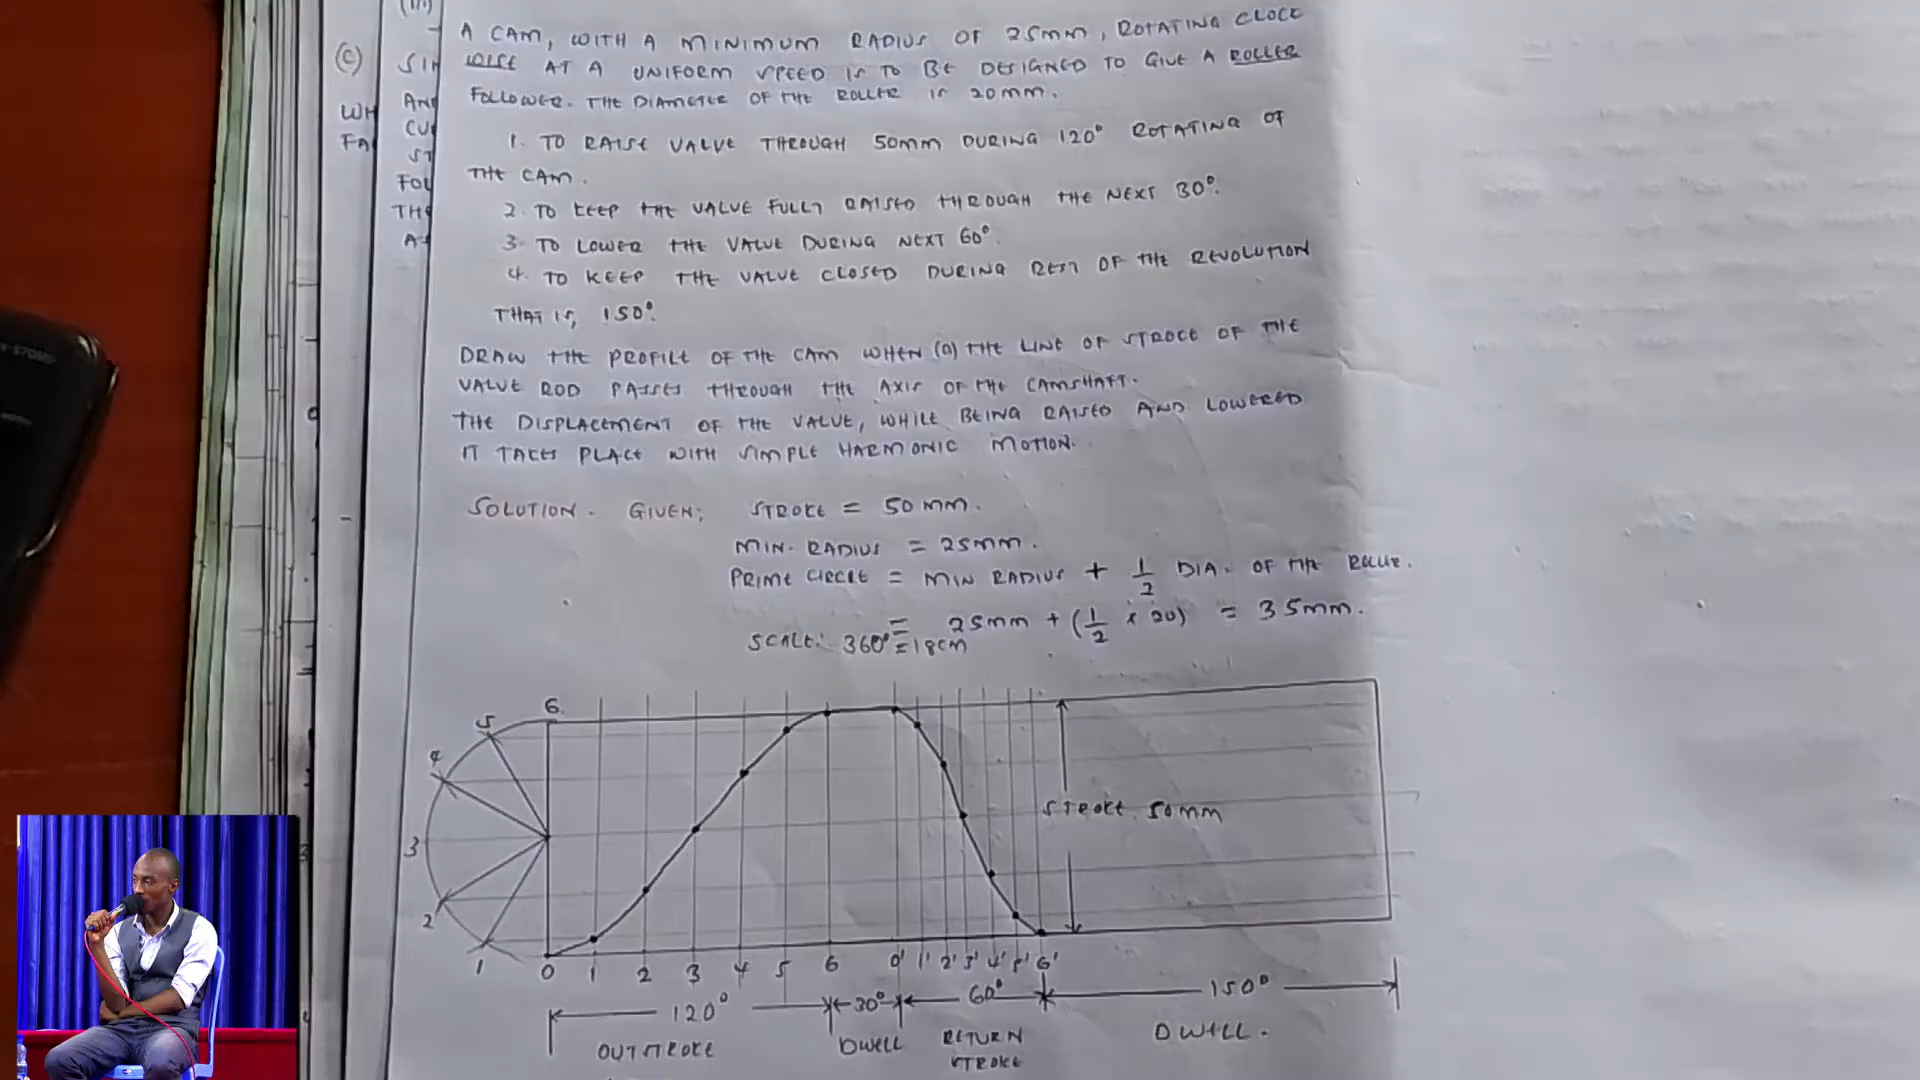 (C)
SIM
WH
AND
FA
CU
ST
FOU
THE
A CAM, WITH A MINIMUM RADIUS OF 25MM, ROTATING CLOCK
WISE AT A UNIFORM SPEED IS TO BE DESIGNED TO GIVE A ROLLER
FOLLOWER. THE DIAMETER OF THE ROLLER IS 20MM.
1. TO RAISE VALVE THROUGH 50MM DURING 120° ROTATING OF
THE CAM.
2. TO KEEP THE VALVE FULLY RAISED THROUGH THE NEXT 30°.
3. TO LOWER THE VALVE DURING NEXT 60°.
4. TO KEEP THE VALVE CLOSED DURING REST OF THE REVOLUTION
THAT IS, 150°.
DRAW THE PROFILE OF THE CAM WHEN (a) THE LINE OF STROKE OF THE
VALVE ROD PASSES THROUGH THE AXIS OF THE CAMSHAFT.
THE DISPLACEMENT OF THE VALVE, WHILE BEING RAISED AND LOWERED
IT TAKES PLACE WITH SIMPLE HARMONIC MOTION.
SOLUTION. GIVEN; STROKE = 50MM.
MIN. RADIUS = 25MM.
PRIME CIRCLE = MIN RADIUS + 1/2 DIA. OF THE ROLLER.
= 25MM + (1/2 x 20) = 35MM.
SCALE: 360° = 18CM
6
5
4
3
2
1
STROKE 50MM
0 1 2 3 4 5 6 0' 1' 2' 3' 4' 5' 6'
120° 30° 60° 150°
OUTSTROKE DWELL RETURN STROKE DWELL.